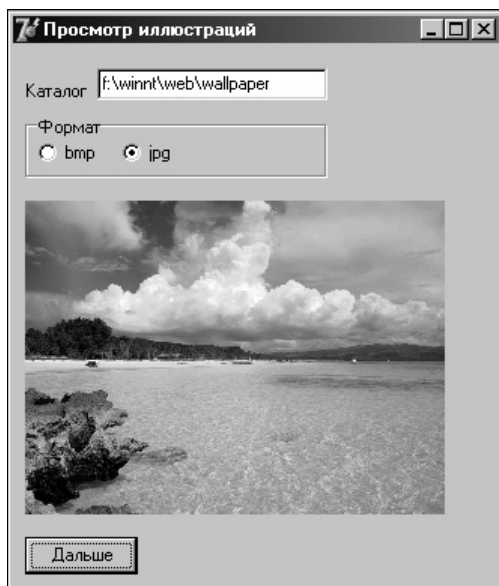 Просмотр иллюстраций
Каталог f:\winnt\web\wallpaper
Формат
bmp jpg
Дальше